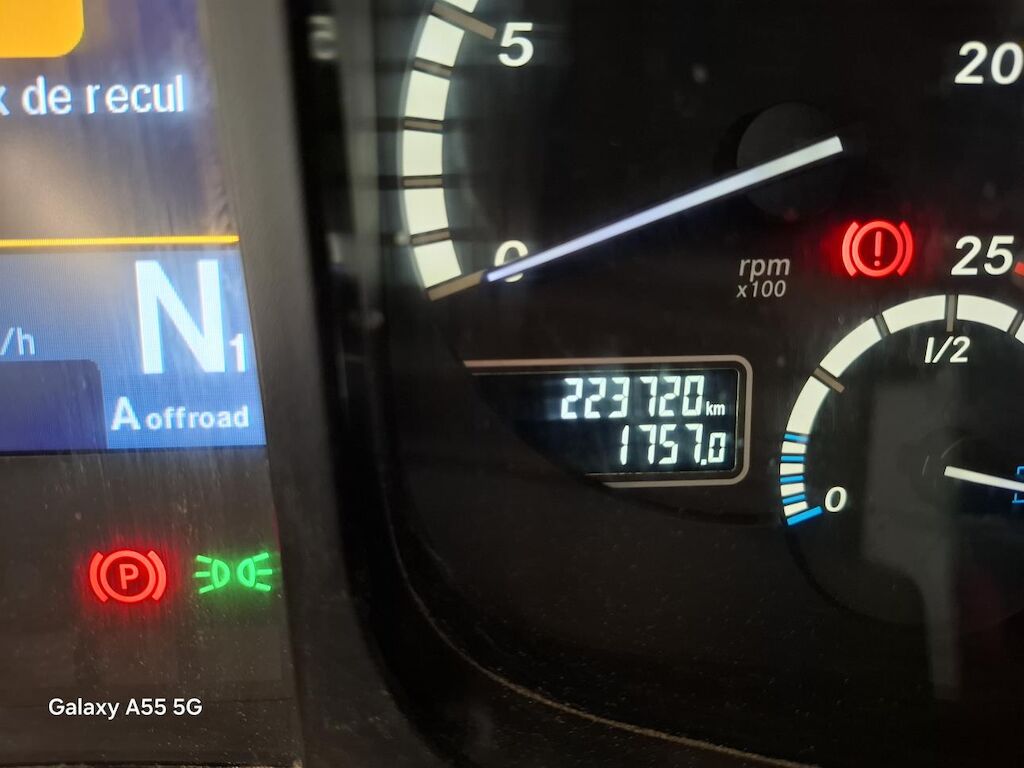 de recul
N1
/h
A offroad
5
0
20
25
rpm
x100
1/2
0
223720 km
1757.0
P
!
Galaxy A55 5G